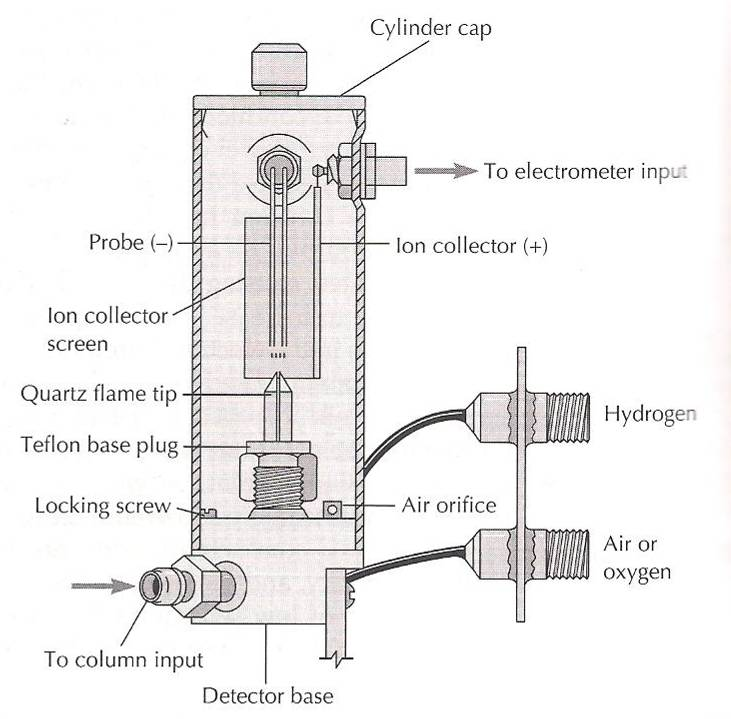 Cylinder cap
To electrometer input
Probe (–)
Ion collector (+)
Ion collector
screen
Quartz flame tip
Hydrogen
Teflon base plug
Locking screw
Air orifice
Air or
oxygen
To column input
Detector base